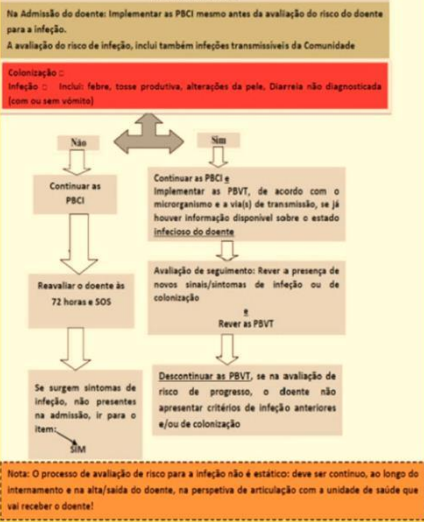 Na Admissão do doente: Implementar as PBCI mesmo antes da avaliação do risco do doente
para a infeção.
A avaliação do risco de infeção, inclui também infeções transmissíveis da Comunidade
Colonização ::
Infeção :: Inclui: febre, tosse produtiva, alterações da pele, Diarreia não diagnosticada
(com ou sem vómito)
Não
Sim
Continuar as
PBCI
Continuar as PBCI e
Implementar as PBVT, de acordo com o
microrganismo e a via(s) de transmissão, se já
houver informação disponível sobre o estado
infecioso do doente
Reavaliar o doente às
72 horas e SOS
Avaliação de seguimento: Rever a presença de
novos sinais/sintomas de infeção ou de
colonização
e
Rever as PBVT
Se surgem sintomas de
infeção, não presentes
na admissão, ir para o
item:
SIM
Descontinuar as PBVT, se na avaliação de
risco de progresso, o doente não
apresentar critérios de infeção anteriores
e/ou de colonização
Nota: O processo de avaliação de risco para a infeção não é estático: deve ser contínuo, ao longo do
internamento e na alta/saída do doente, na perspetiva de articulação com a unidade de saúde que
vai receber o doente!